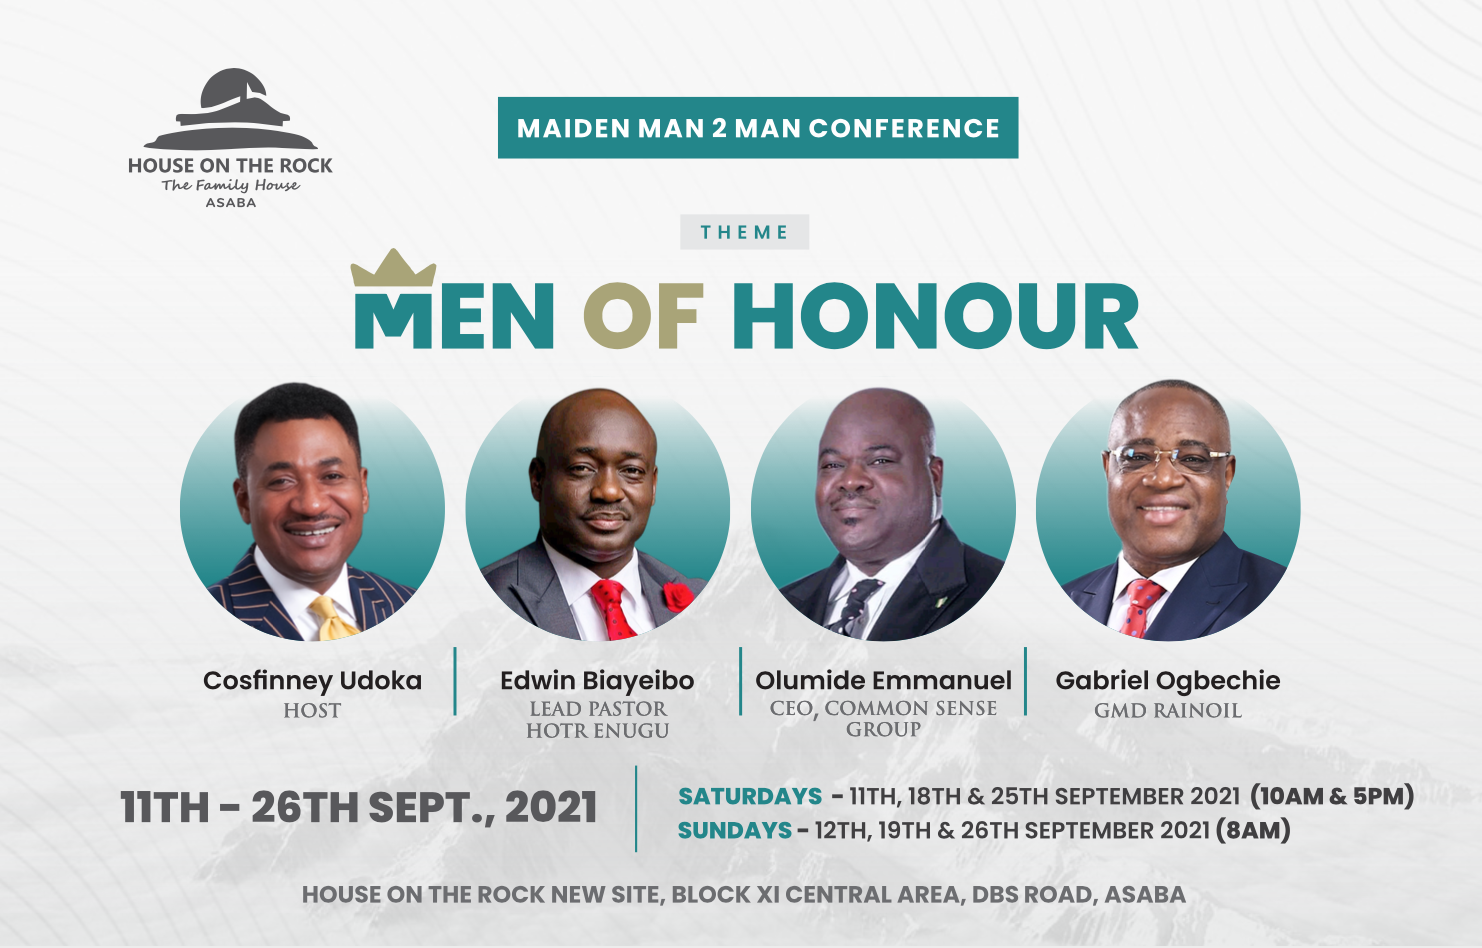 HOUSE ON THE ROCK
The Family House
ASABA
MAIDEN MAN 2 MAN CONFERENCE
THEME
MEN OF HONOUR
Cosfinney Udoka
HOST
Edwin Biayeibo
LEAD PASTOR
HOTR ENUGU
Olumide Emmanuel
CEO, COMMON SENSE
GROUP
Gabriel Ogbechie
GMD RAINOIL
11TH - 26TH SEPT., 2021
SATURDAYS - 11TH, 18TH & 25TH SEPTEMBER 2021 (10AM & 5PM)
SUNDAYS - 12TH, 19TH & 26TH SEPTEMBER 2021 (8AM)
HOUSE ON THE ROCK NEW SITE, BLOCK XI CENTRAL AREA, DBS ROAD, ASABA